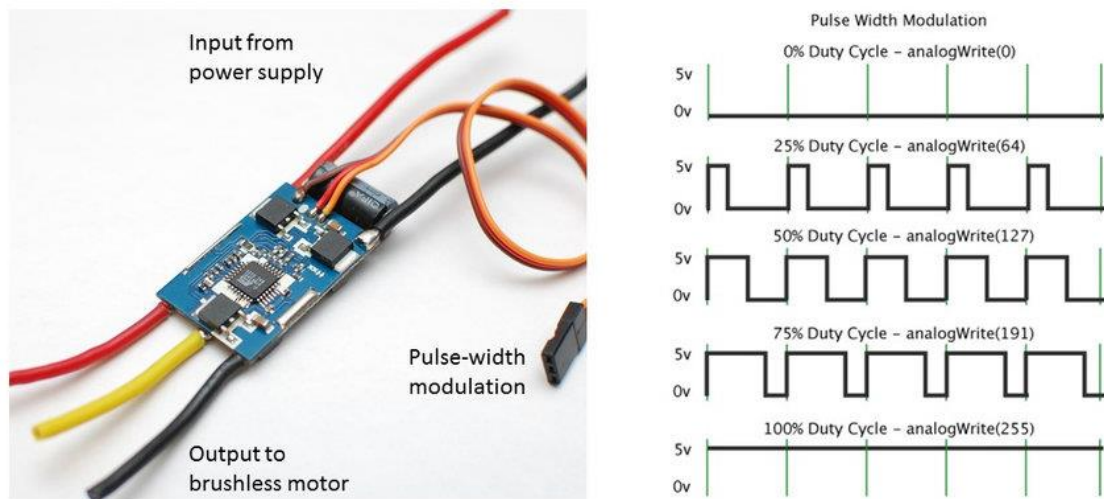 Input from
power supply
Pulse-width
modulation
Output to
brushless motor
Pulse Width Modulation
0% Duty Cycle – analogWrite(0)
5v
0v
25% Duty Cycle – analogWrite(64)
5v
0v
50% Duty Cycle – analogWrite(127)
5v
0v
75% Duty Cycle – analogWrite(191)
5v
0v
100% Duty Cycle – analogWrite(255)
5v
0v